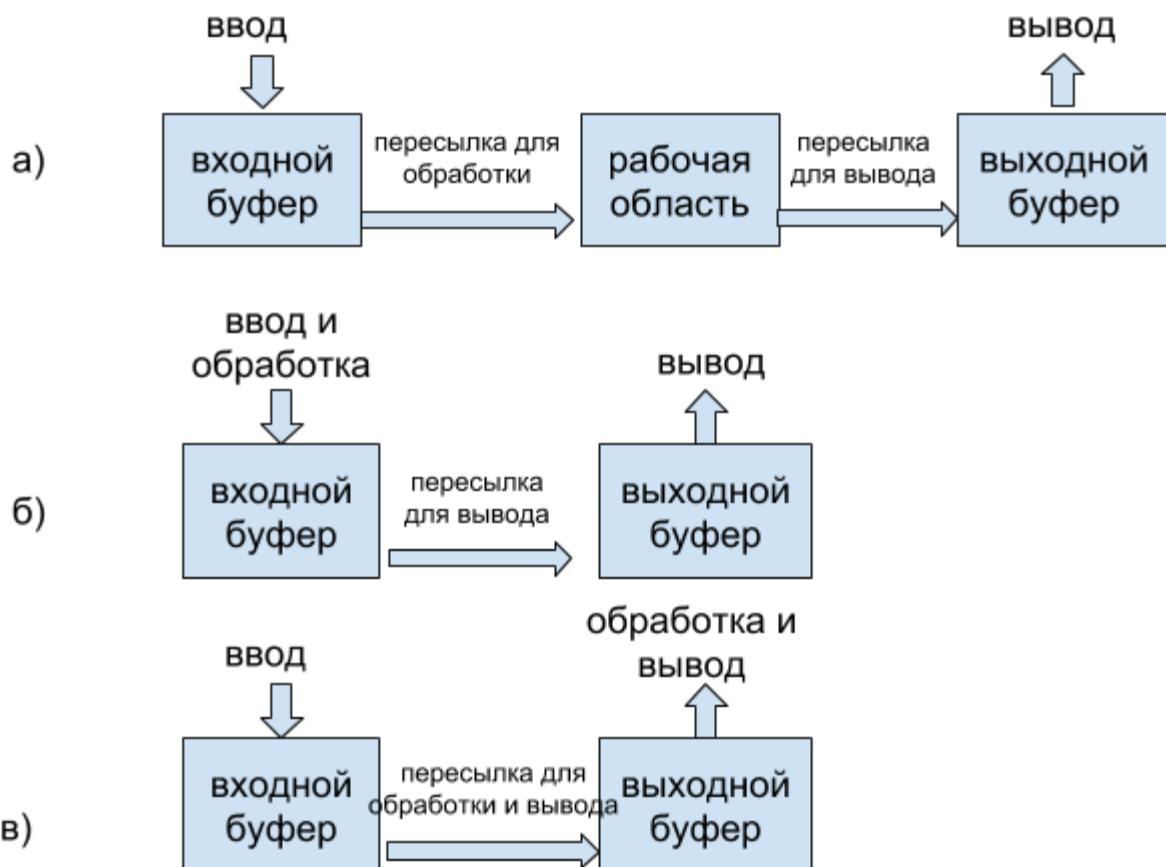 ввод
вывод
а)
входной
буфер
пересылка для
обработки
рабочая
область
пересылка
для вывода
выходной
буфер
ввод и
обработка
вывод
б)
входной
буфер
пересылка
для вывода
выходной
буфер
ввод
обработка и
вывод
в)
входной
буфер
пересылка для
обработки и вывода
выходной
буфер